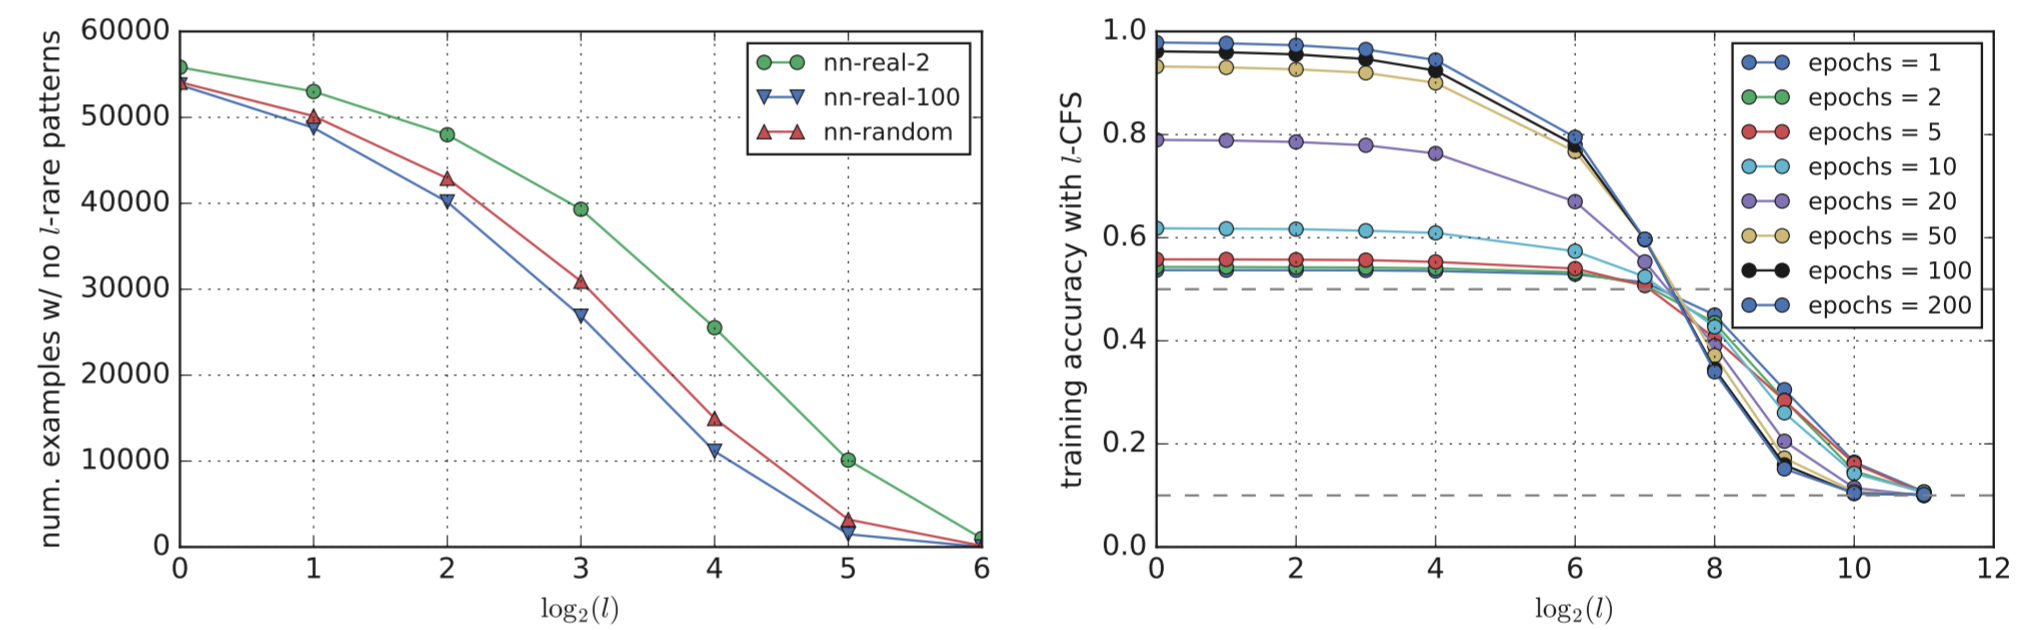 num. examples w/ no l-rare patterns
60000
50000
40000
30000
20000
10000
0
0 1 2 3 4 5 6
log₂(l)
nn-real-2
nn-real-100
nn-random
training accuracy with l-CFS
1.0
0.8
0.6
0.4
0.2
0.0
0 2 4 6 8 10 12
log₂(l)
epochs = 1
epochs = 2
epochs = 5
epochs = 10
epochs = 20
epochs = 50
epochs = 100
epochs = 200